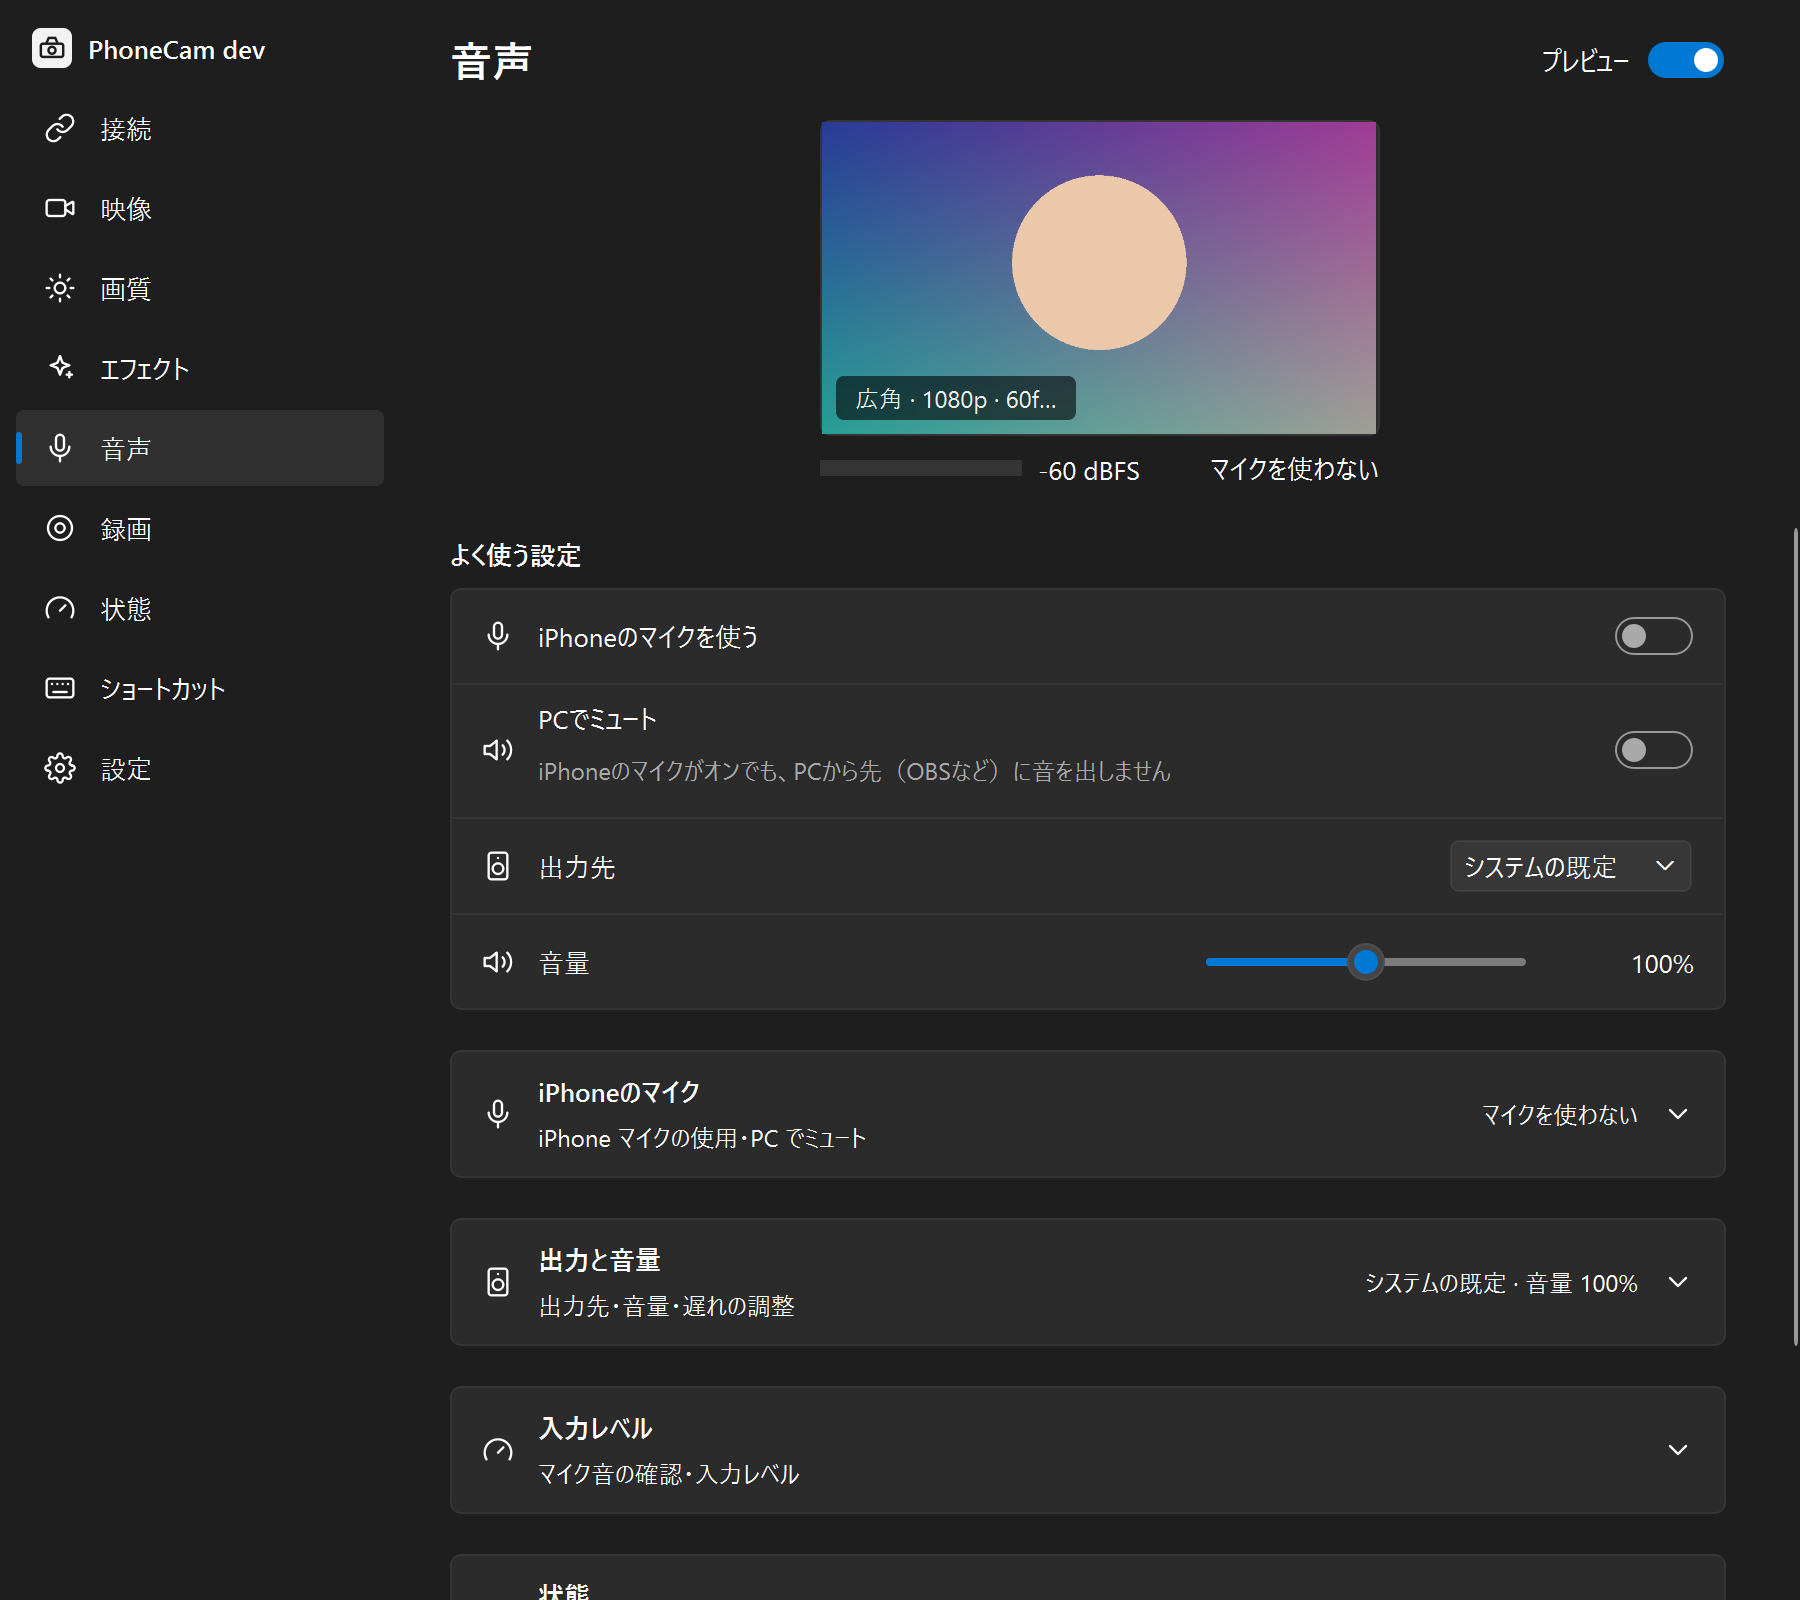 PhoneCam dev
接続
映像
画質
エフェクト
音声
録画
状態
ショートカット
設定
音声
プレビュー
広角 · 1080p · 60f...
-60 dBFS
マイクを使わない
よく使う設定
iPhoneのマイクを使う
PCでミュート
iPhoneのマイクがオンでも、PCから先（OBSなど）に音を出しません
出力先
システムの既定
音量
100%
iPhoneのマイク
iPhone マイクの使用・PC でミュート
マイクを使わない
出力と音量
出力先・音量・遅れの調整
システムの既定 · 音量 100%
入力レベル
マイク音の確認・入力レベル
状態